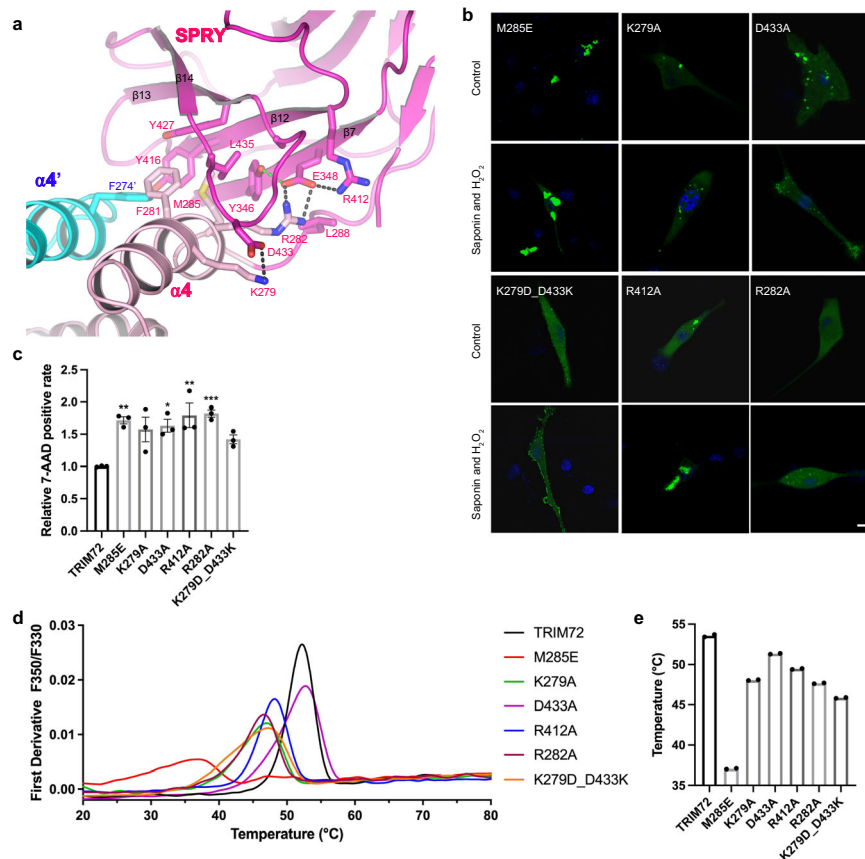 a
SPRY
β14
β13
β12
β7
Y427
L435
Y416
E348
α4'
F274'
M285
Y346
R412
F281
R282
L288
D433
α4
K279
b
M285E
K279A
D433A
Control
Saponin and H₂O₂
K279D_D433K
R412A
R282A
Control
Saponin and H₂O₂
c
Relative 7-AAD positive rate
2.5
2.0
1.5
1.0
0.5
0.0
**
*
**
***
TRIM72
M285E
K279A
D433A
R412A
R282A
K279D_D433K
d
First Derivative F350/F330
0.03
0.02
0.01
0.00
20
30
40
50
60
70
80
Temperature (°C)
TRIM72
M285E
K279A
D433A
R412A
R282A
K279D_D433K
e
Temperature (°C)
55
49
43
35
TRIM72
M285E
K279A
D433A
R412A
R282A
K279D_D433K